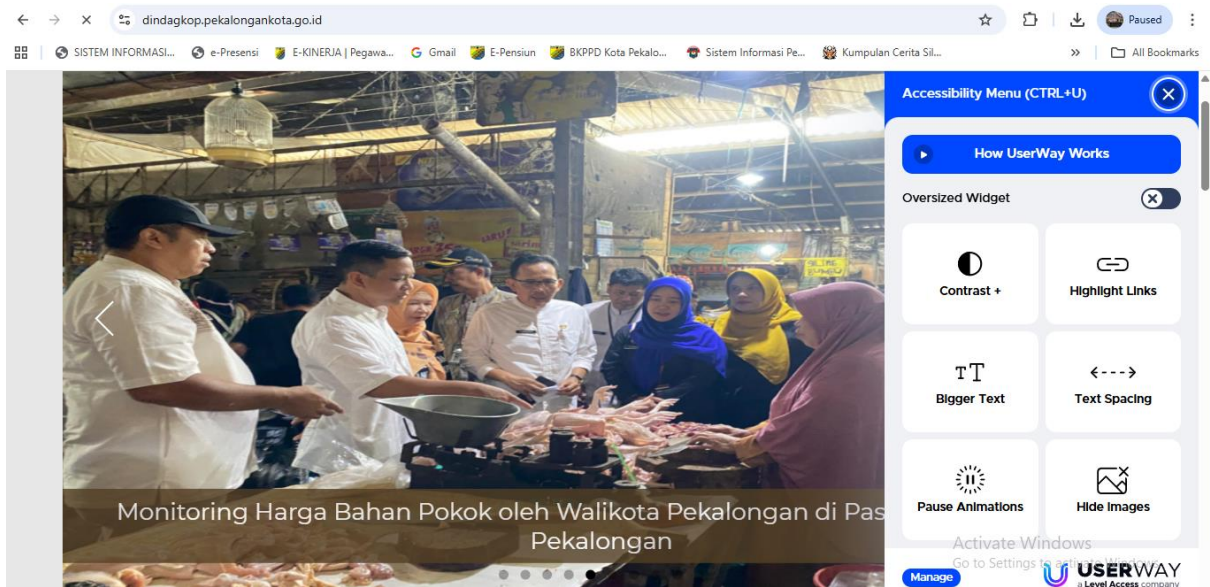 dindagkop.pekalongankota.go.id
Paused
SISTEM INFORMASI...
e-Presensi
E-KINERJA | Pegawa...
Gmail
E-Pensiun
BKPPD Kota Pekalo...
Sistem Informasi Pe...
Kumpulan Cerita Sil...
All Bookmarks
Accessibility Menu (CTRL+U)
How UserWay Works
Oversized Widget
Contrast +
Highlight Links
Bigger Text
Text Spacing
Pause Animations
Hide Images
Monitoring Harga Bahan Pokok oleh Walikota Pekalongan di Pas
Pekalongan
Activate Windows
Go to Settings to activate Windows.
Manage
USERWAY
a Level Access company